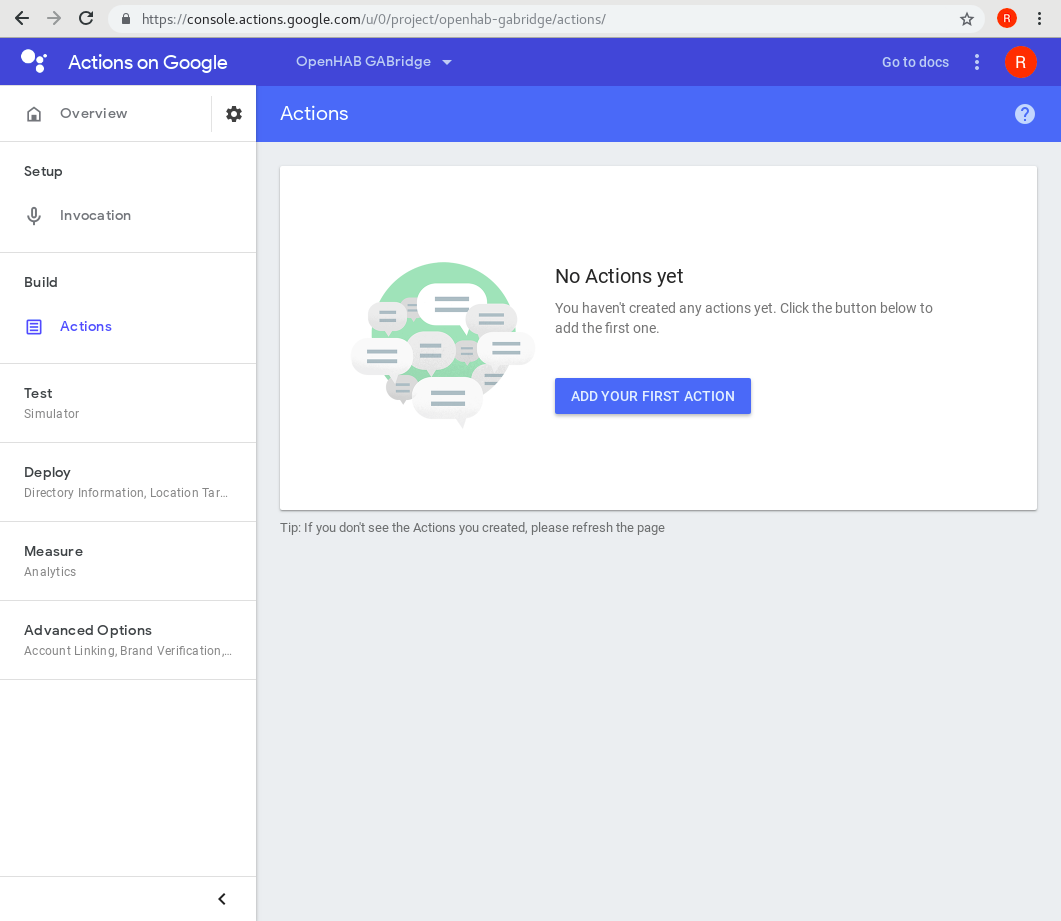 https://console.actions.google.com/u/0/project/openhab-gabridge/actions/
R
Actions on Google
OpenHAB GABridge
Go to docs
R
Overview
Actions
?
Setup
Invocation
Build
Actions
Test
Simulator
Deploy
Directory Information, Location Tar...
Measure
Analytics
Advanced Options
Account Linking, Brand Verification,...
No Actions yet
You haven't created any actions yet. Click the button below to
add the first one.
ADD YOUR FIRST ACTION
Tip: If you don't see the Actions you created, please refresh the page